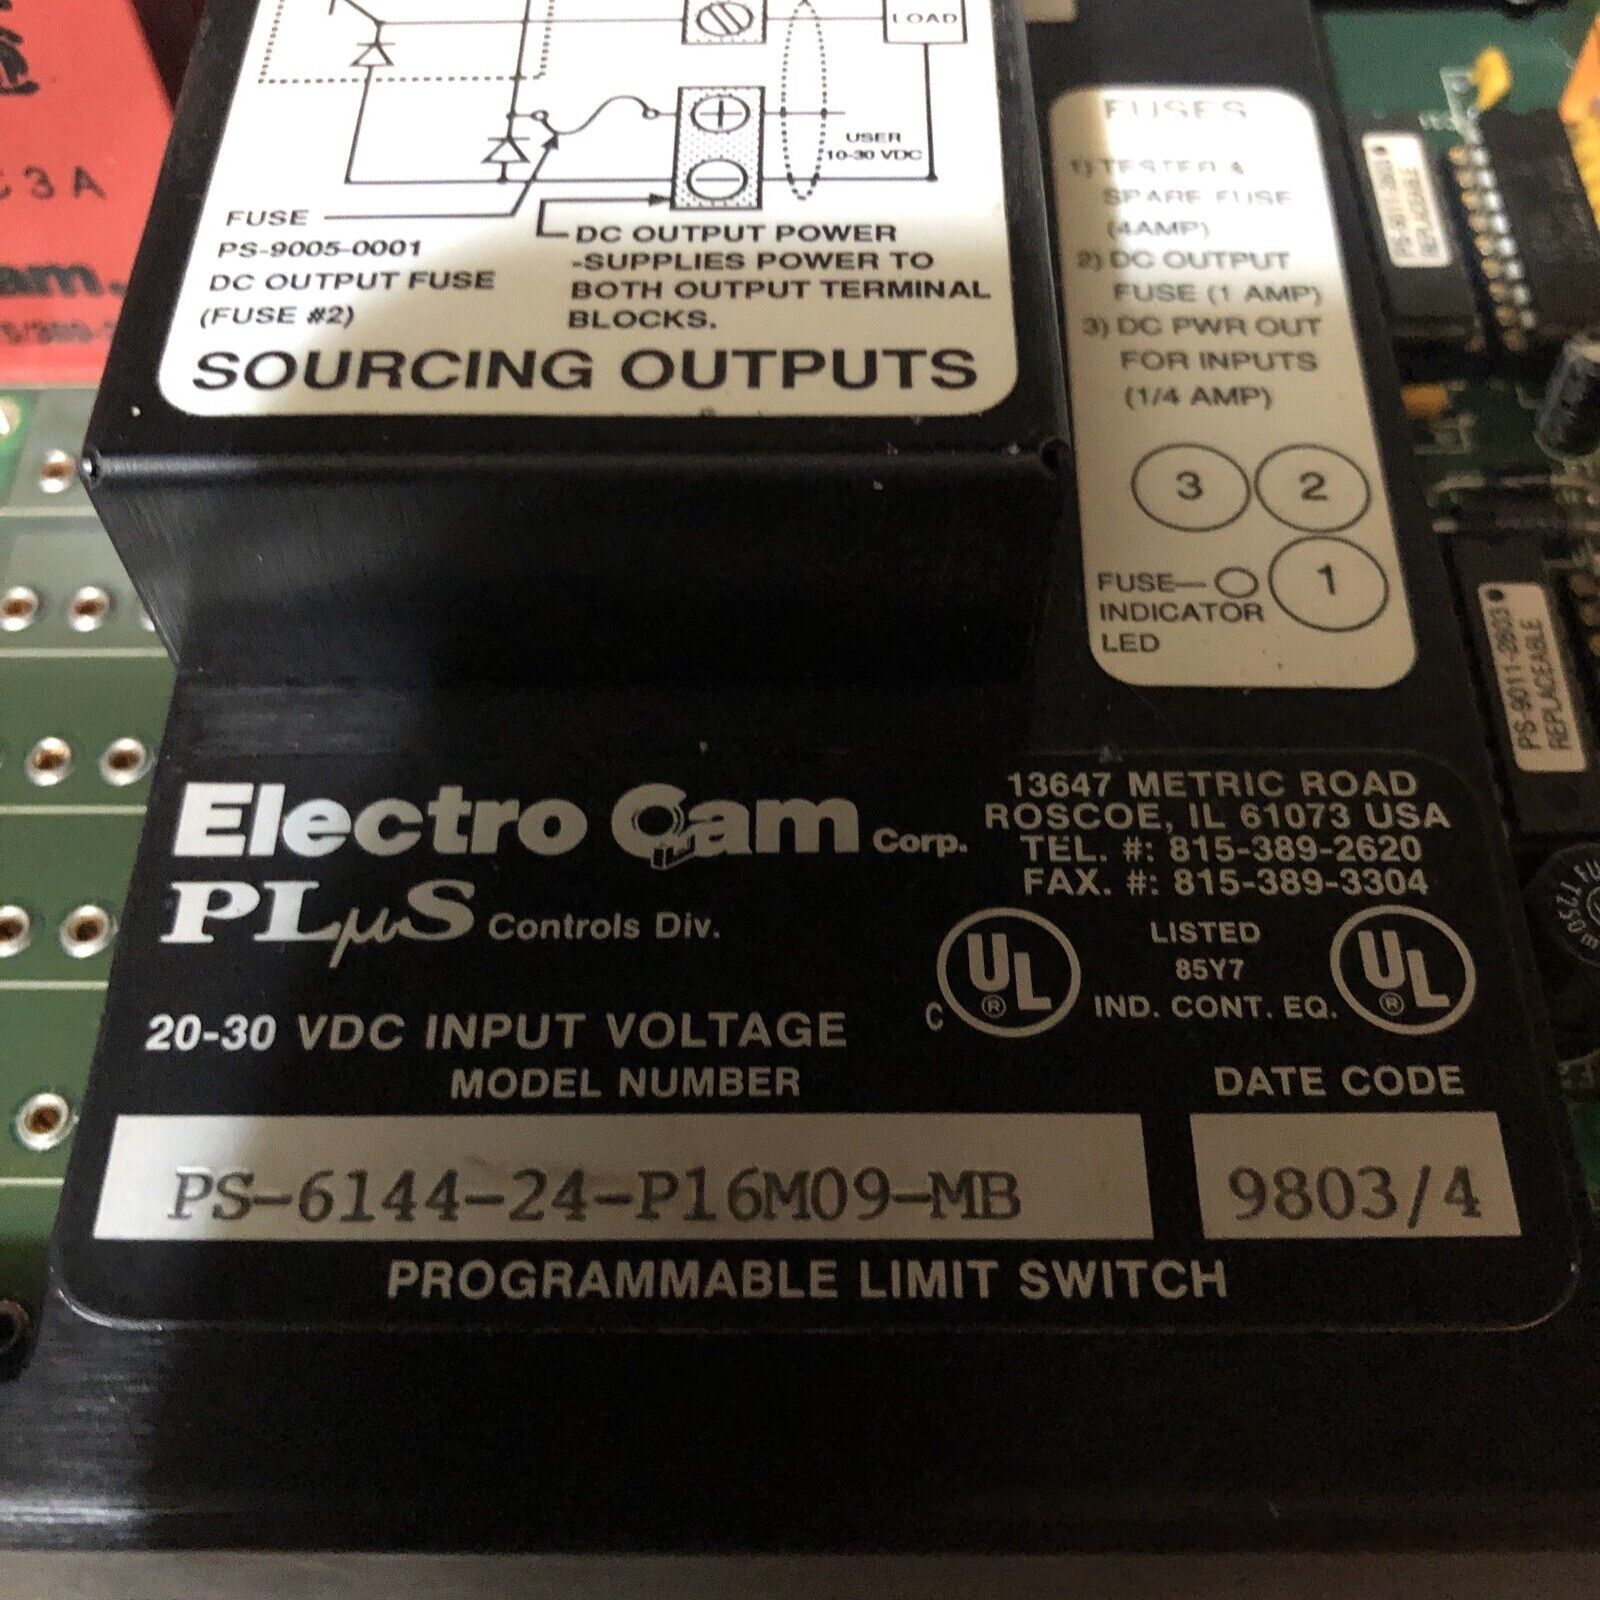 LOAD
USER
10-30 VDC
FUSE
PS-9005-0001
DC OUTPUT FUSE
(FUSE #2)
DC OUTPUT POWER
-SUPPLIES POWER TO
BOTH OUTPUT TERMINAL
BLOCKS.
SOURCING OUTPUTS
3 A
FUSES
1) TESTER &
SPARE FUSE
(4AMP)
2) DC OUTPUT
FUSE (1 AMP)
3) DC PWR OUT
FOR INPUTS
(1/4 AMP)
3 2
1
FUSE
INDICATOR
LED
REPLACEABLE
PS-9011-2803
REPLACEABLE
Electro Cam Corp.
PLµS Controls Div.
13647 METRIC ROAD
ROSCOE, IL 61073 USA
TEL. #: 815-389-2620
FAX. #: 815-389-3304
C UL ® LISTED UL ®
85Y7
IND. CONT. EQ.
20-30 VDC INPUT VOLTAGE
MODEL NUMBER
DATE CODE
PS-6144-24-P16M09-MB
9803/4
PROGRAMMABLE LIMIT SWITCH